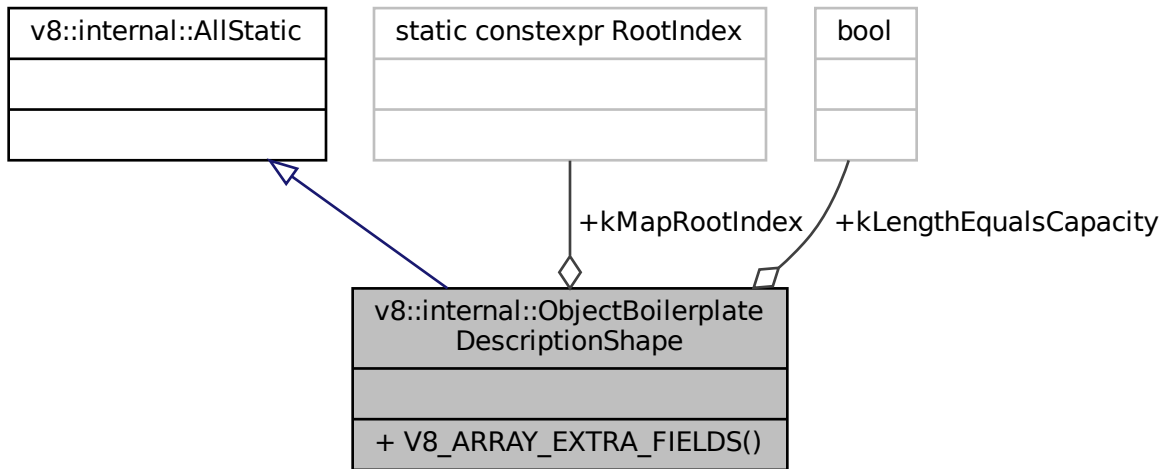 v8::internal::AllStatic
static constexpr RootIndex
bool
+kMapRootIndex
+kLengthEqualsCapacity
v8::internal::ObjectBoilerplate
DescriptionShape
+ V8_ARRAY_EXTRA_FIELDS()